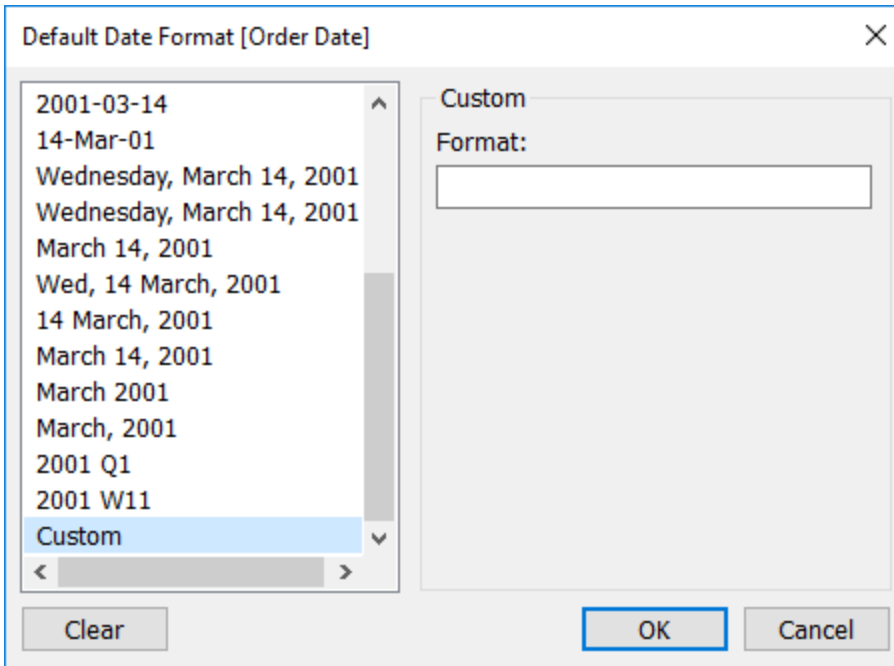 Default Date Format [Order Date]
2001-03-14
14-Mar-01
Wednesday, March 14, 2001
Wednesday, March 14, 2001
March 14, 2001
Wed, 14 March, 2001
14 March, 2001
March 14, 2001
March 2001
March, 2001
2001 Q1
2001 W11
Custom
Custom
Format:
Clear
OK
Cancel